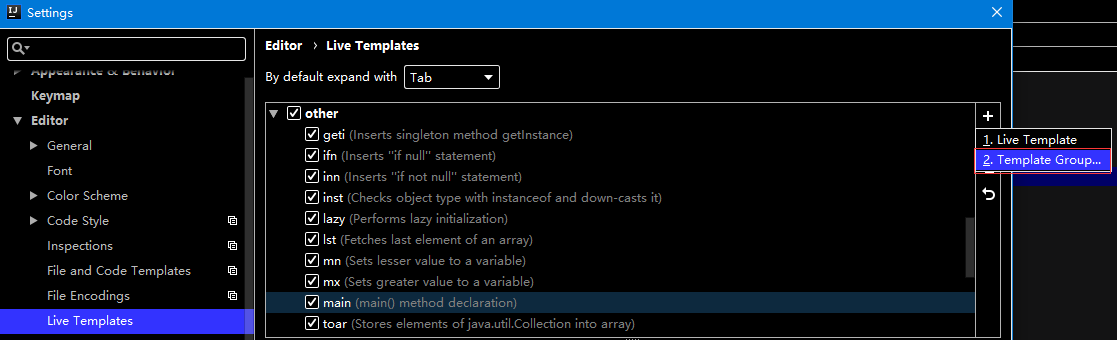 IJ Settings
Editor › Live Templates
By default expand with Tab
Appearance & Behavior
Keymap
Editor
General
Font
Color Scheme
Code Style
Inspections
File and Code Templates
File Encodings
Live Templates
other
geti (Inserts singleton method getInstance)
ifn (Inserts "if null" statement)
inn (Inserts "if not null" statement)
inst (Checks object type with instanceof and down-casts it)
lazy (Performs lazy initialization)
lst (Fetches last element of an array)
mn (Sets lesser value to a variable)
mx (Sets greater value to a variable)
main (main() method declaration)
toar (Stores elements of java.util.Collection into array)
1. Live Template
2. Template Group...